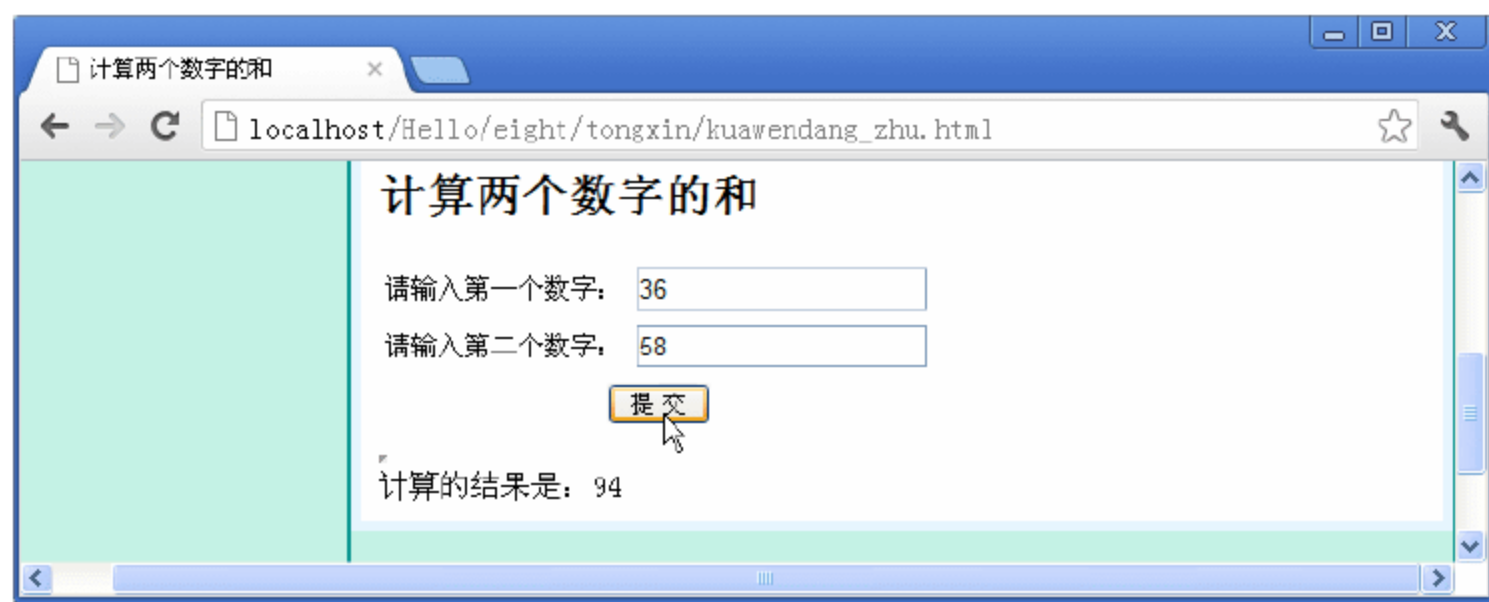 计算两个数字的和
localhost/Hello/eight/tongxin/kuawendang_zhu.html
计算两个数字的和
请输入第一个数字： 36
请输入第二个数字： 58
提 交
计算的结果是：94